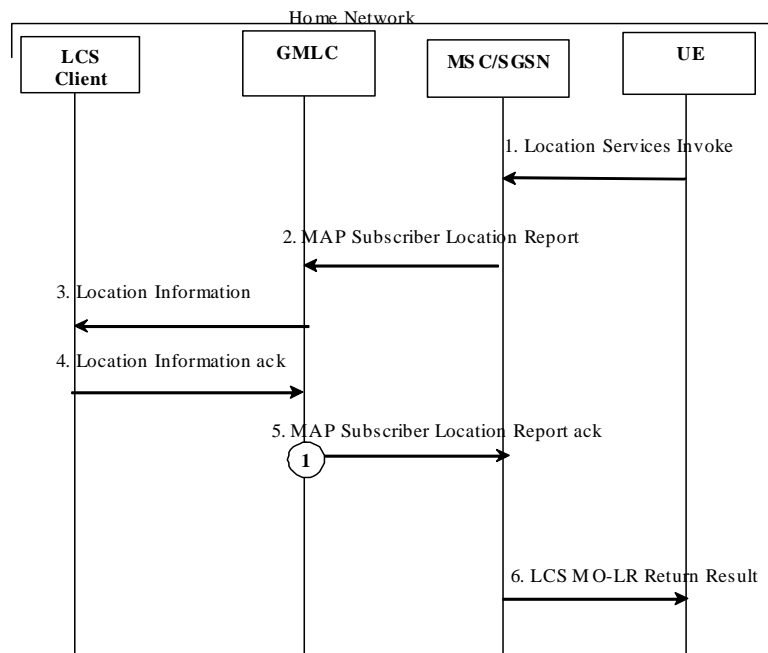 Home Network
LCS
Client
GMLC
MSC/SGSN
UE
1. Location Services Invoke
2. MAP Subscriber Location Report
3. Location Information
4. Location Information ack
5. MAP Subscriber Location Report ack
1
6. LCS MO-LR Return Result